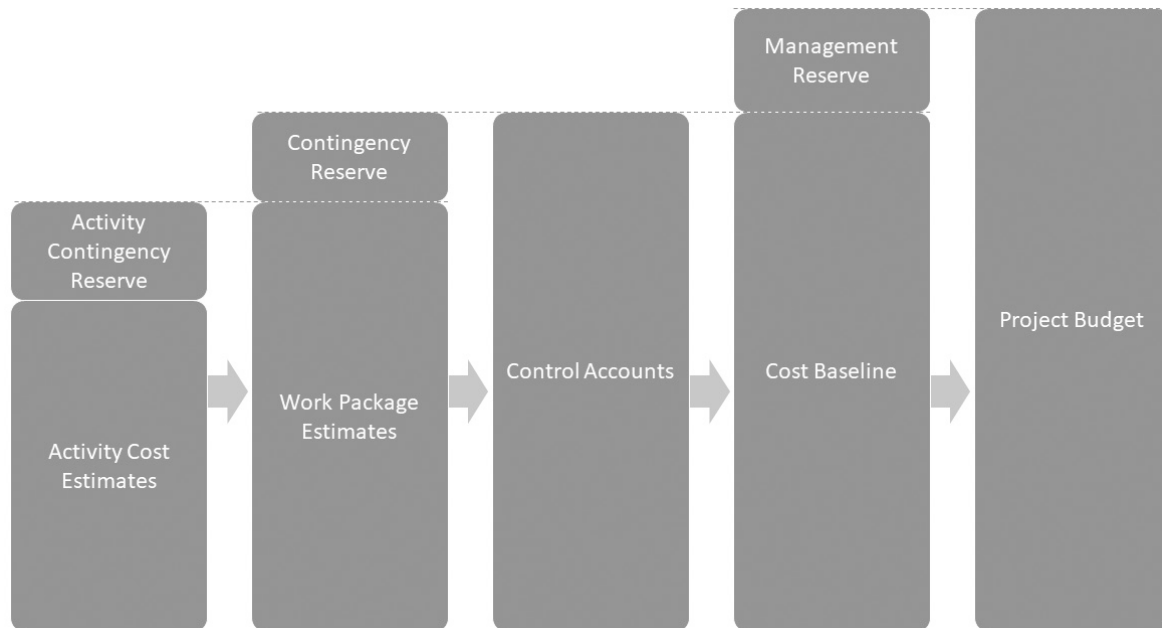 Activity
Contingency
Reserve
Activity Cost
Estimates
Contingency
Reserve
Work Package
Estimates
Control Accounts
Management
Reserve
Cost Baseline
Project Budget